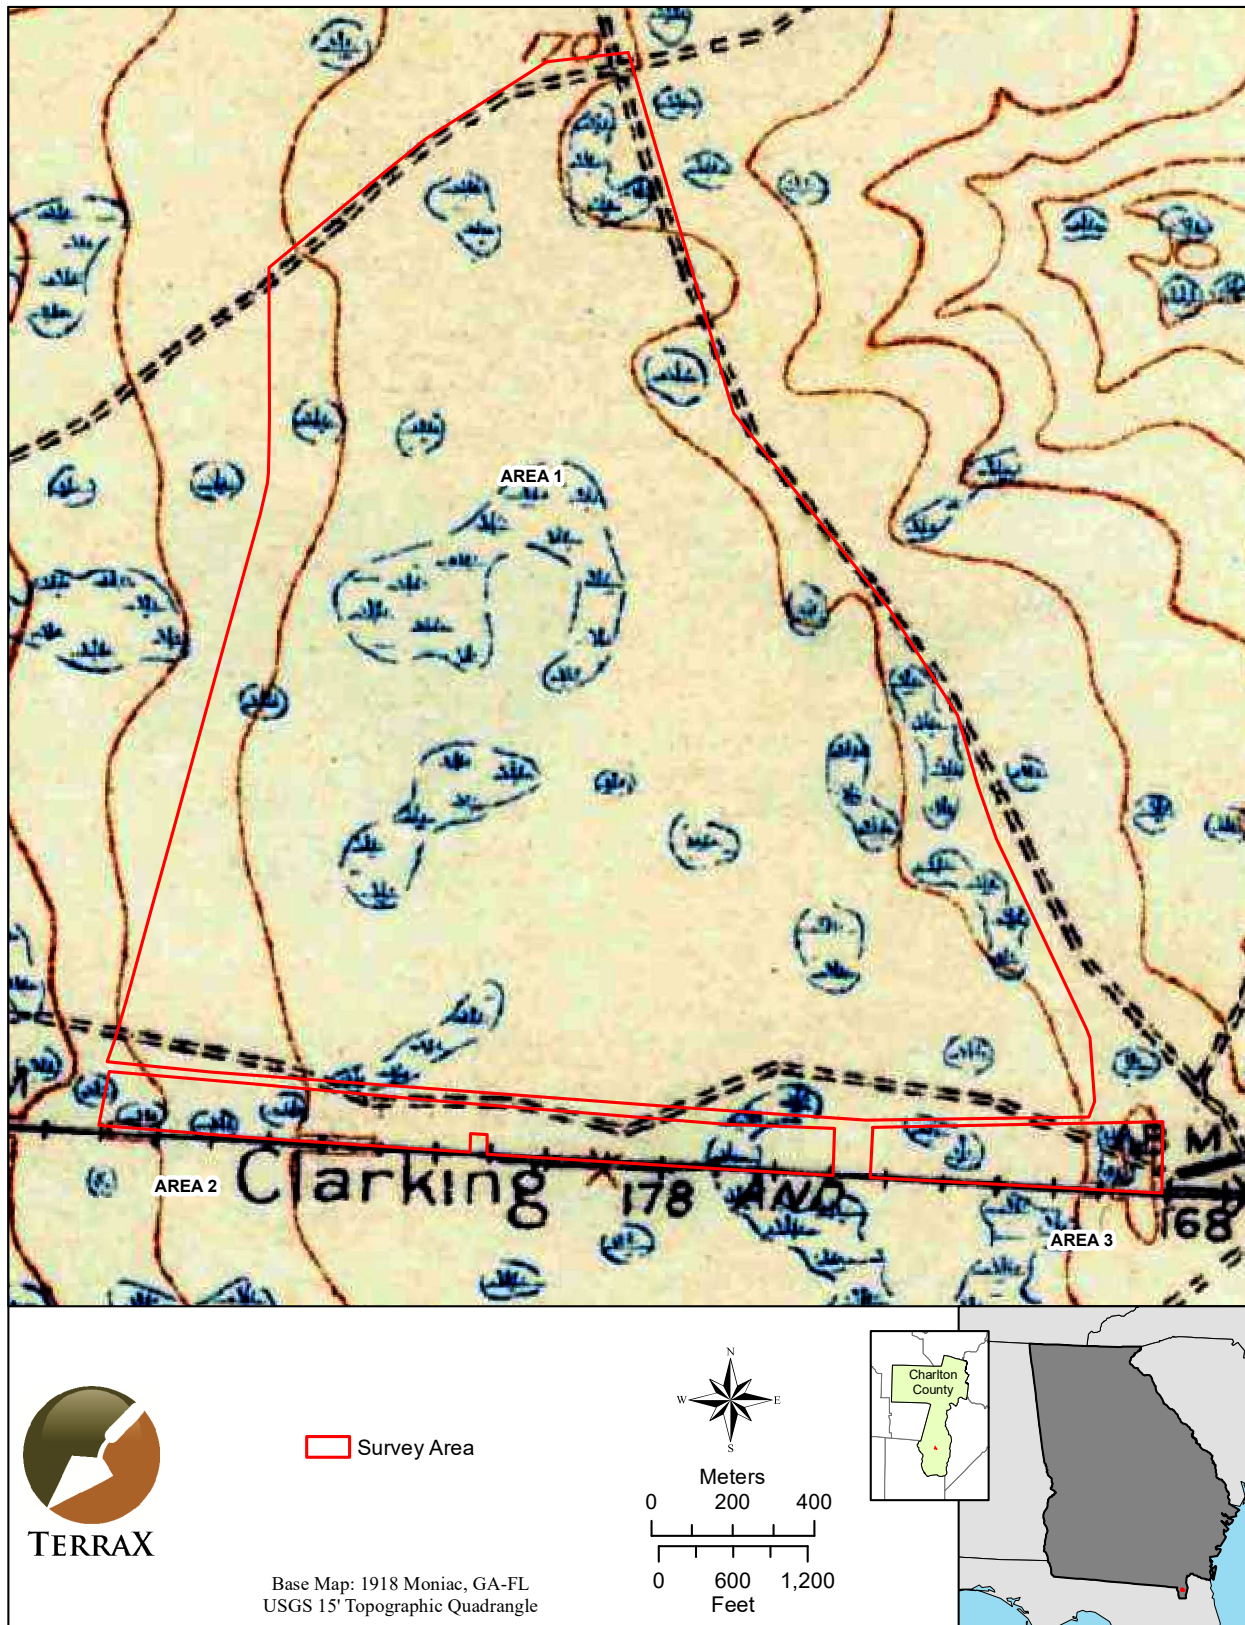 170
AREA 1
Clarking
178
AND
AREA 2
168
AREA 3
N
W
E
S
Charlton
County
Survey Area
Meters
0 200 400
0 600 1,200
Feet
TERRAX
Base Map: 1918 Moniac, GA-FL
USGS 15' Topographic Quadrangle